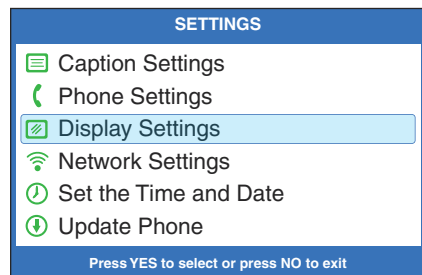 SETTINGS
Caption Settings
Phone Settings
Display Settings
Network Settings
Set the Time and Date
Update Phone
Press YES to select or press NO to exit